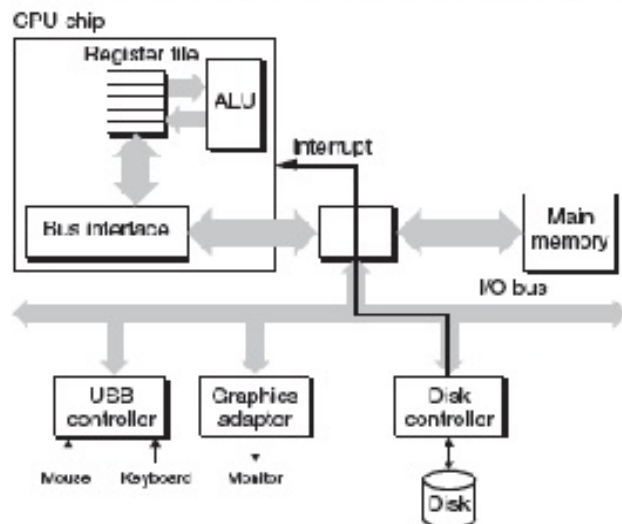 CPU chip
Register file
ALU
Interrupt
Bus interface
Main
memory
I/O bus
USB
controller
Graphics
adapter
Disk
controller
Mouse
Keyboard
Monitor
Disk